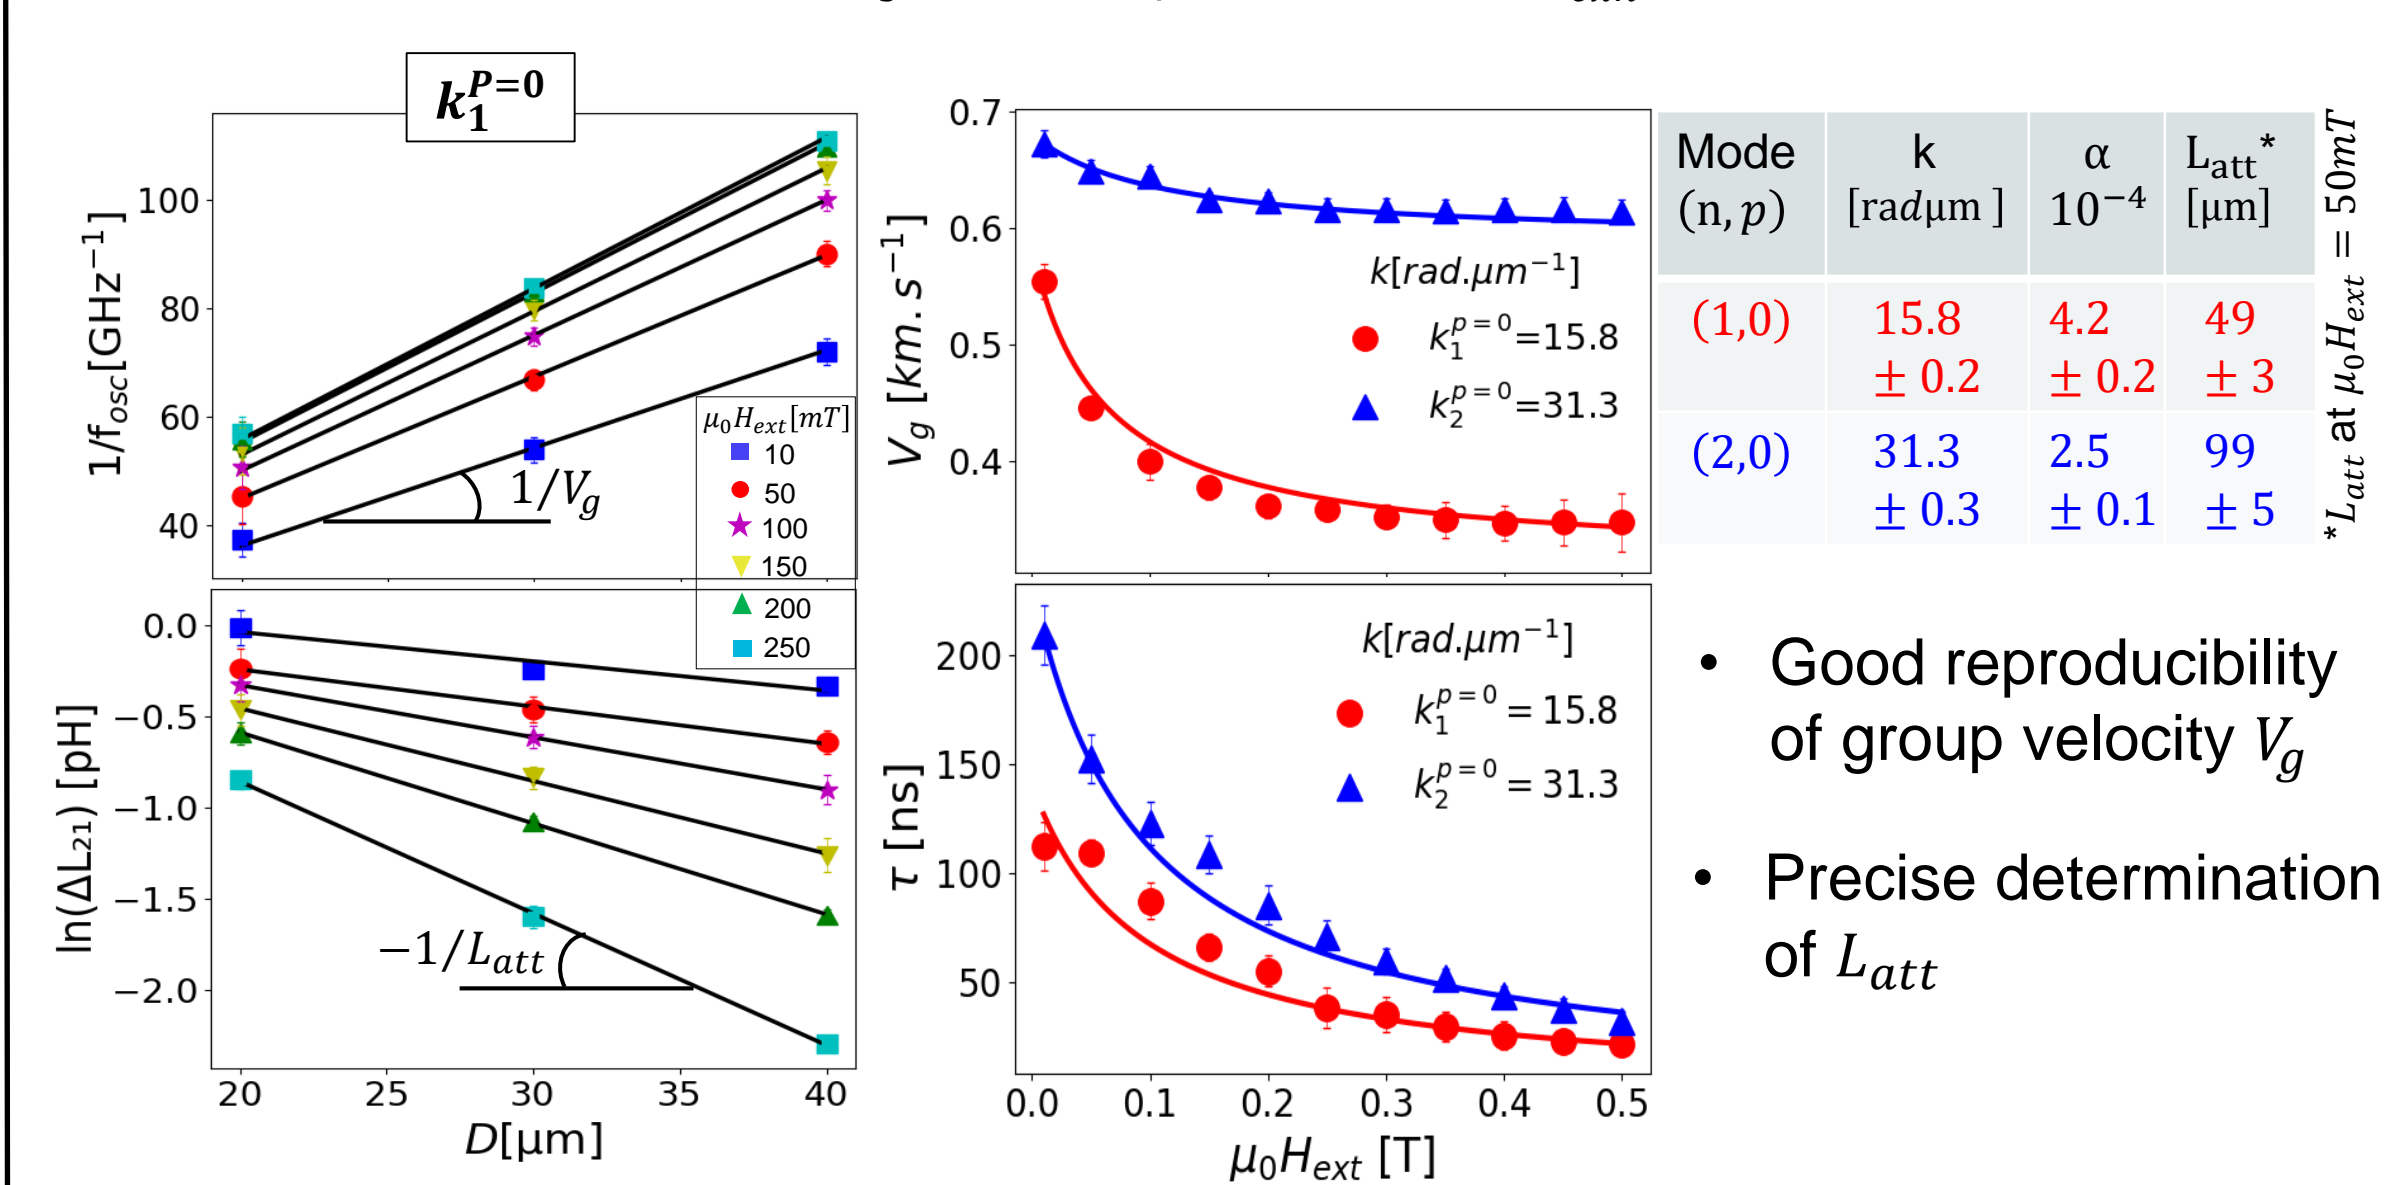 k₁ᴾ⁼⁰
1/f_osc[GHz⁻¹]
100
80
60
40
1/V_g
μ₀H_ext[mT]
10
50
100
150
200
250
ln(ΔL₂₁) [pH]
0.0
−0.5
−1.0
−1.5
−2.0
−1/L_att
20
25
30
35
40
D[μm]
V_g [km.s⁻¹]
0.7
0.6
0.5
0.4
k[rad.μm⁻¹]
k₁ᵖ⁼⁰=15.8
k₂ᵖ⁼⁰=31.3
τ [ns]
200
150
100
50
k[rad.μm⁻¹]
k₁ᵖ⁼⁰ = 15.8
k₂ᵖ⁼⁰ = 31.3
0.0
0.1
0.2
0.3
0.4
0.5
μ₀H_ext [T]
Mode k α L_att*
(n, p) [radμm ] 10⁻⁴ [μm]
(1,0) 15.8 4.2 49
± 0.2 ± 0.2 ± 3
(2,0) 31.3 2.5 99
± 0.3 ± 0.1 ± 5
*L_att at μ₀H_ext = 50mT
• Good reproducibility
of group velocity V_g
• Precise determination
of L_att